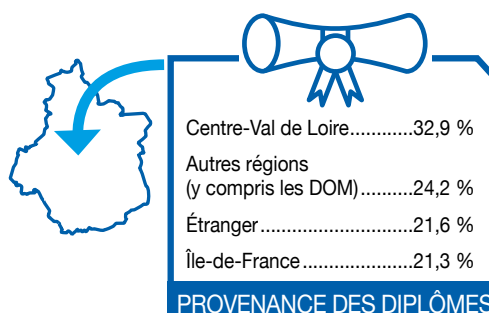 Centre-Val de Loire...........32,9 %
Autres régions
(y compris les DOM)..........24,2 %
Étranger..........................21,6 %
Île-de-France....................21,3 %
PROVENANCE DES DIPLÔMES